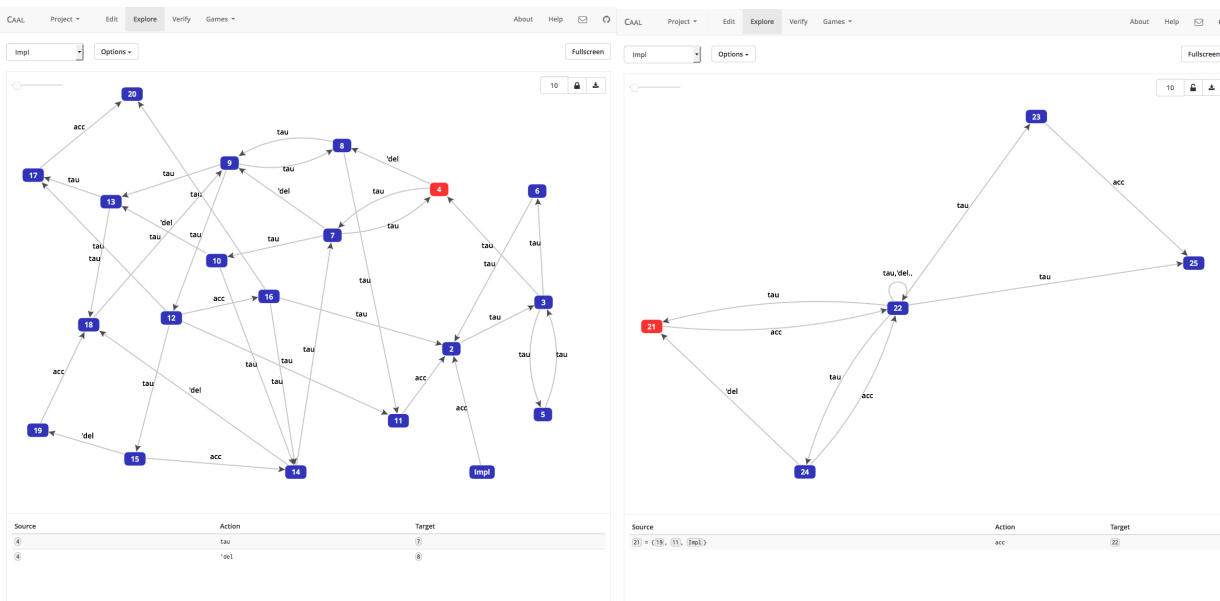 CAAL Project Edit Explore Verify Games About Help
Impl Options Fullscreen
10
20
acc
tau
8
9
'del
tau
17
tau
tau
4
6
13
tau
tau
'del
tau
'del
tau
tau
7
tau
tau
tau
10
tau
tau
tau
tau
acc
16
tau
3
18
12
tau
tau
2
tau
tau
tau
tau
acc
tau
tau
tau
acc
'del
acc
11
5
19
'del
15
acc
14
Impl
Source Action Target
4 tau 7
4 'del 8
CAAL Project Edit Explore Verify Games About Help
Impl Options Fullscreen
10
23
acc
tau
25
tau,'del..
tau
tau
22
21
acc
tau
'del
acc
24
Source Action Target
21 = {19, 11, Impl} acc 22